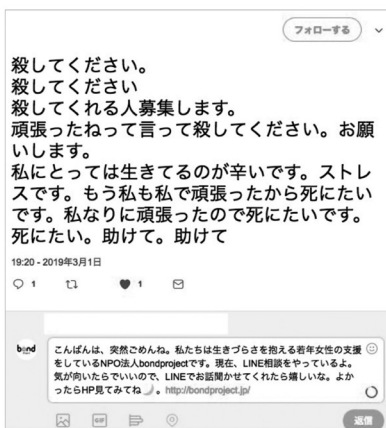 フォローする
殺してください。
殺してください
殺してくれる人募集します。
頑張ったねって言って殺してください。お願
いします。
私にとっては生きてるのが辛いです。ストレ
スです。もう私も私で頑張ったから死にたい
です。私なりに頑張ったので死にたいです。
死にたい。助けて。助けて
19:20 - 2019年3月1日
1
1
bond
こんばんは、突然ごめんね。私たちは生きづらさを抱える若年女性の支援
をしているNPO法人bondprojectです。現在、LINE相談をやっているよ。
気が向いたらでいいので、LINEでお話聞かせてくれたら嬉しいな。よか
ったらHP見てみてね🌙。http://bondproject.jp/
GIF
返信